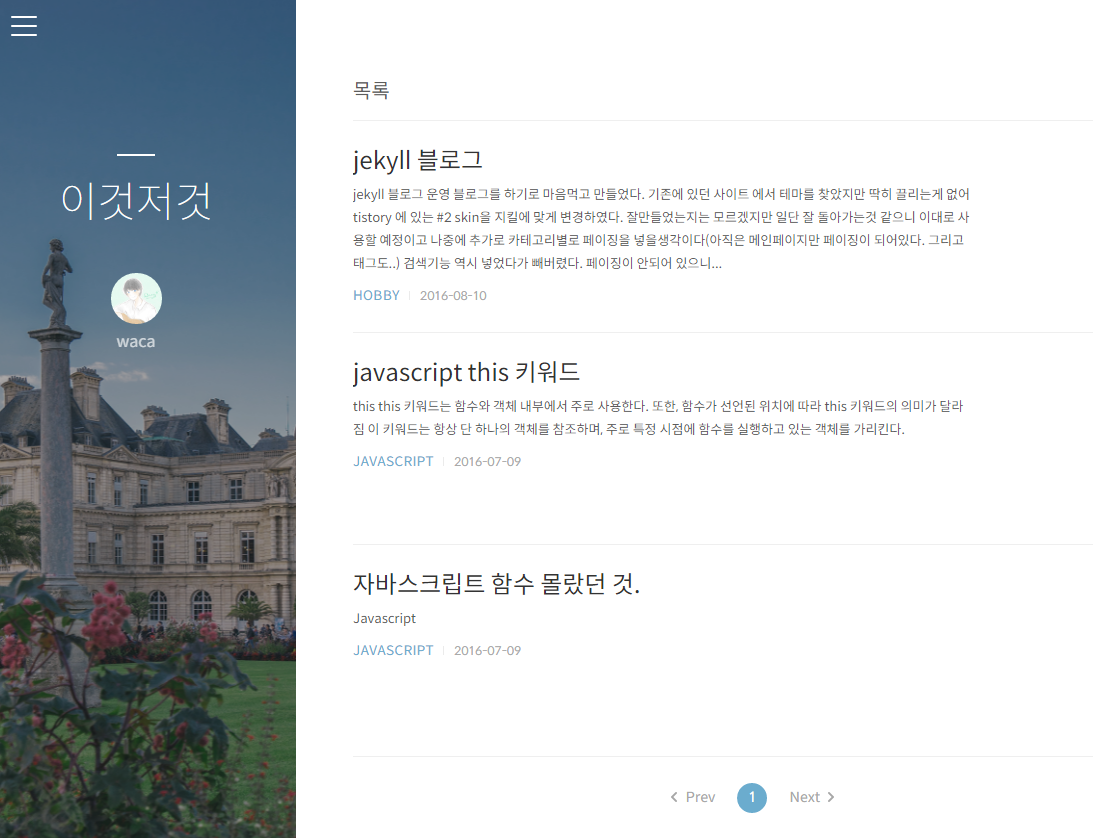 이것저것
waca
목록
jekyll 블로그
jekyll 블로그 운영 블로그를 하기로 마음먹고 만들었다. 기존에 있던 사이트 에서 테마를 찾았지만 딱히 끌리는게 없어
tistory 에 있는 #2 skin을 지킬에 맞게 변경하였다. 잘만들었는지는 모르겠지만 일단 잘 돌아가는것 같으니 이대로 사
용할 예정이고 나중에 추가로 카테고리별로 페이징을 넣을생각이다(아직은 메인페이지만 페이징이 되어있다. 그리고
태그도..) 검색기능 역시 넣었다가 빼버렸다. 페이징이 안되어 있으니...
HOBBY 2016-08-10
javascript this 키워드
this this 키워드는 함수와 객체 내부에서 주로 사용한다. 또한, 함수가 선언된 위치에 따라 this 키워드의 의미가 달라
짐 이 키워드는 항상 단 하나의 객체를 참조하며, 주로 특정 시점에 함수를 실행하고 있는 객체를 가리킨다.
JAVASCRIPT 2016-07-09
자바스크립트 함수 몰랐던 것.
Javascript
JAVASCRIPT 2016-07-09
Prev 1 Next